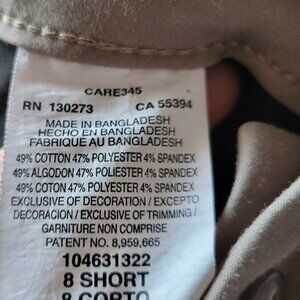 CARE345
RN 130273 CA 55394
MADE IN BANGLADESH
HECHO EN BANGLADESH
FABRIQUE AU BANGLADESH
49% COTTON 47% POLYESTER 4% SPANDEX
49% ALGODON 47% POLIESTER 4% SPANDEX
49% COTON 47% POLYESTER 4% SPANDEX
EXCLUSIVE OF DECORATION / EXCEPTO
DECORACION / EXCLUSIVE OF TRIMMING /
GARNITURE NON COMPRISE
PATENT NO. 8,959,665
104631322
8 SHORT
8 CORTO